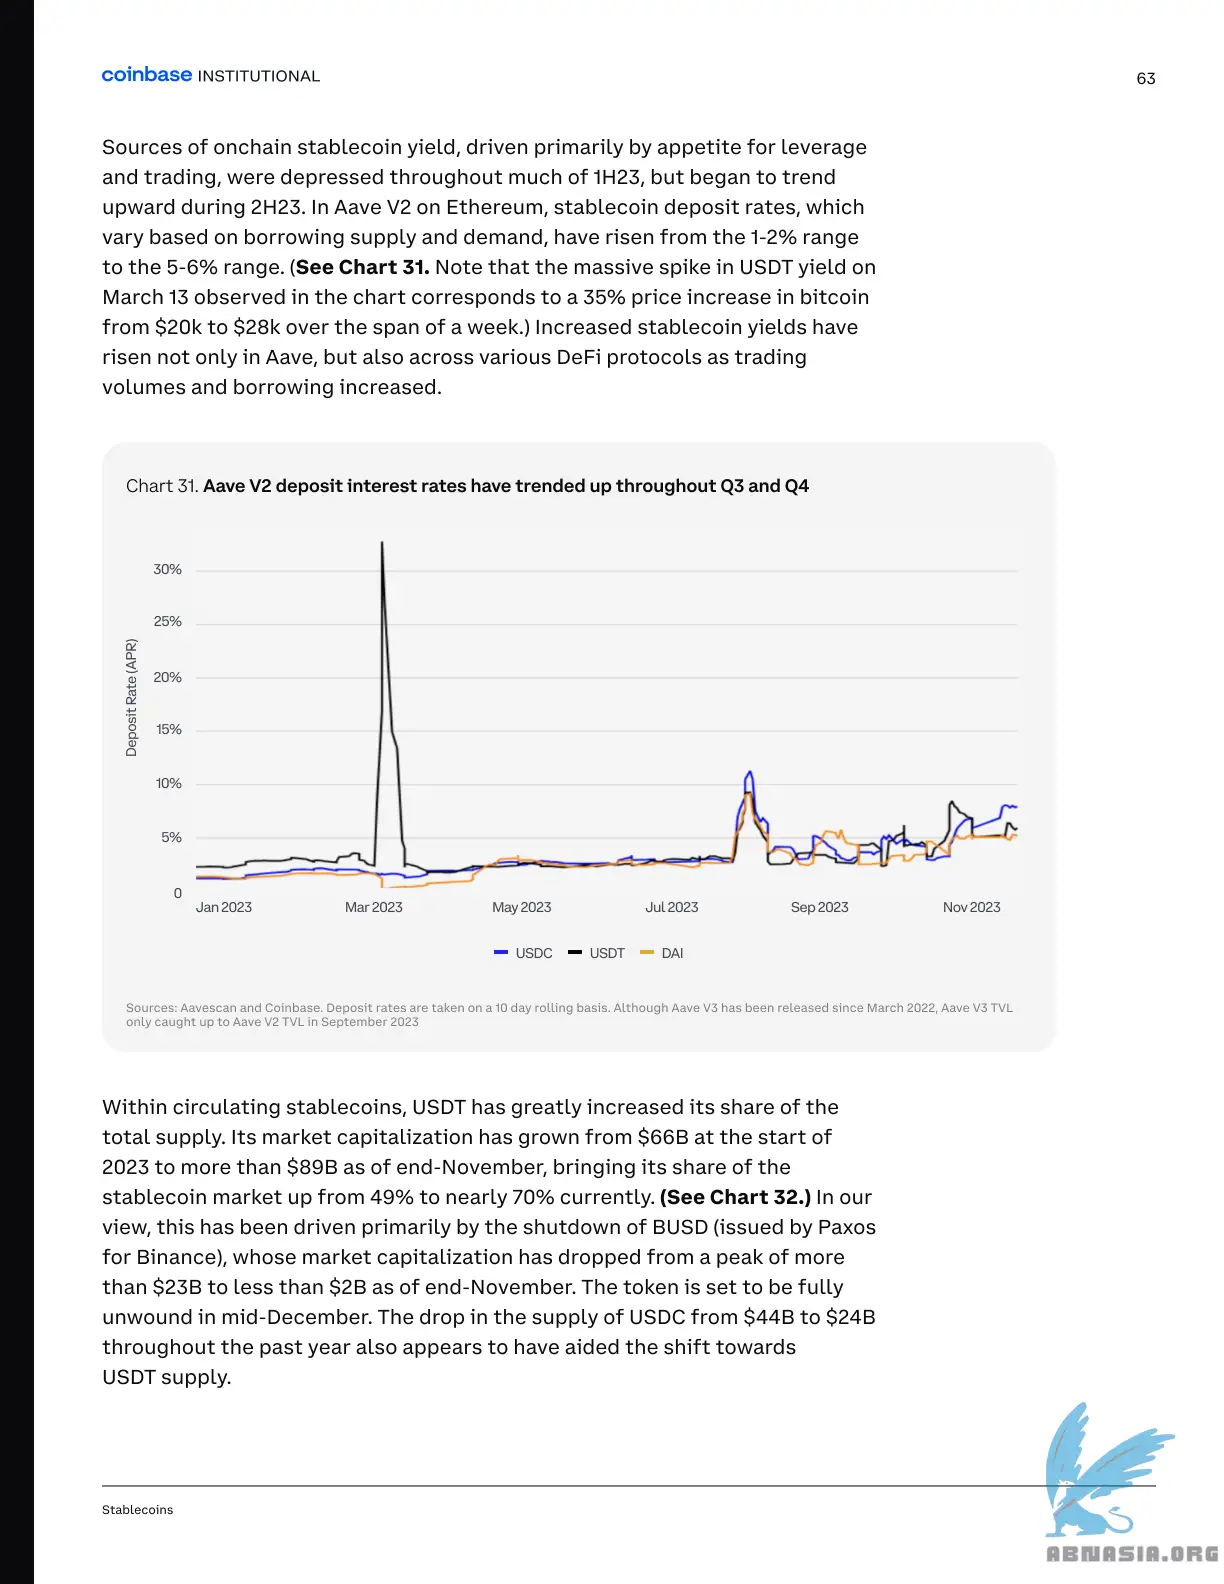 coinbase INSTITUTIONAL
63
Sources of onchain stablecoin yield, driven primarily by appetite for leverage
and trading, were depressed throughout much of 1H23, but began to trend
upward during 2H23. In Aave V2 on Ethereum, stablecoin deposit rates, which
vary based on borrowing supply and demand, have risen from the 1-2% range
to the 5-6% range. (See Chart 31. Note that the massive spike in USDT yield on
March 13 observed in the chart corresponds to a 35% price increase in bitcoin
from $20k to $28k over the span of a week.) Increased stablecoin yields have
risen not only in Aave, but also across various DeFi protocols as trading
volumes and borrowing increased.
Chart 31. Aave V2 deposit interest rates have trended up throughout Q3 and Q4
Deposit Rate (APR)
30%
25%
20%
15%
10%
5%
0
Jan 2023 Mar 2023 May 2023 Jul 2023 Sep 2023 Nov 2023
USDC USDT DAI
Sources: Aavescan and Coinbase. Deposit rates are taken on a 10 day rolling basis. Although Aave V3 has been released since March 2022, Aave V3 TVL
only caught up to Aave V2 TVL in September 2023
Within circulating stablecoins, USDT has greatly increased its share of the
total supply. Its market capitalization has grown from $66B at the start of
2023 to more than $89B as of end-November, bringing its share of the
stablecoin market up from 49% to nearly 70% currently. (See Chart 32.) In our
view, this has been driven primarily by the shutdown of BUSD (issued by Paxos
for Binance), whose market capitalization has dropped from a peak of more
than $23B to less than $2B as of end-November. The token is set to be fully
unwound in mid-December. The drop in the supply of USDC from $44B to $24B
throughout the past year also appears to have aided the shift towards
USDT supply.
Stablecoins
ABNASIA.ORG